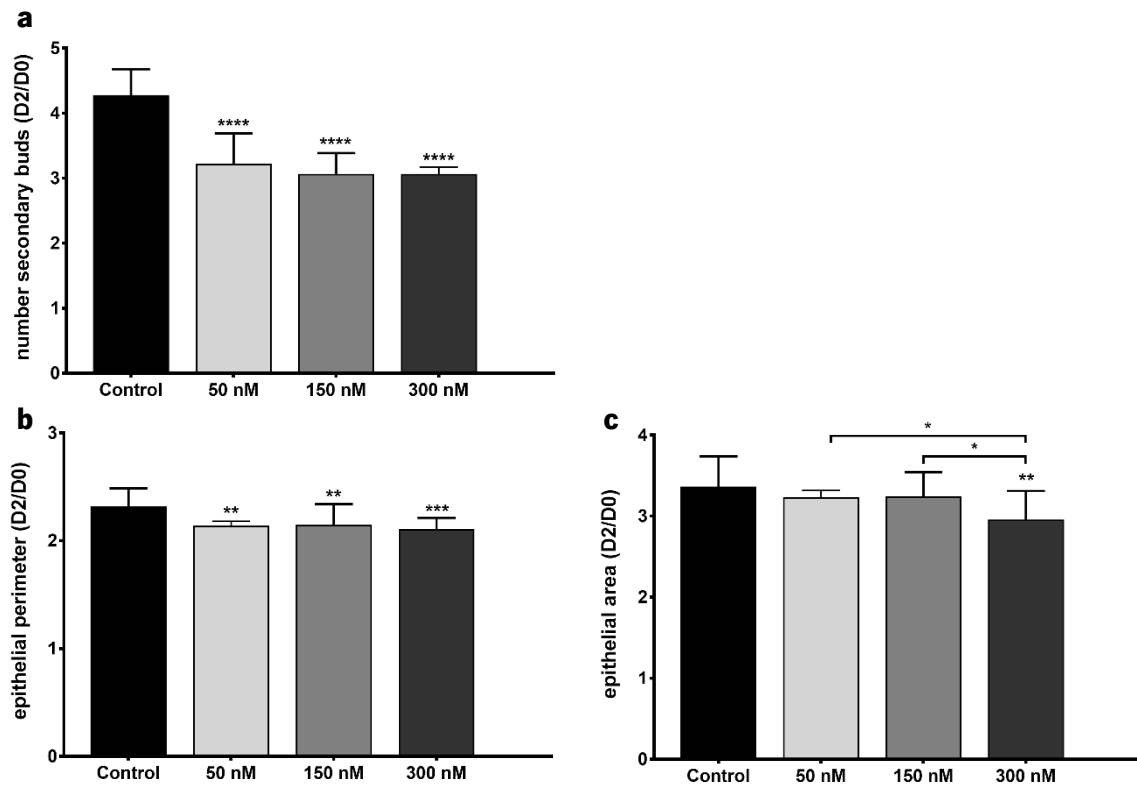 a
number secondary buds (D2/D0)
5
4
3
2
1
0
****
****
****
Control 50 nM 150 nM 300 nM
b
epithelial perimeter (D2/D0)
3
2
1
0
**
**
***
Control 50 nM 150 nM 300 nM
c
epithelial area (D2/D0)
4
3
2
1
0
*
*
**
Control 50 nM 150 nM 300 nM